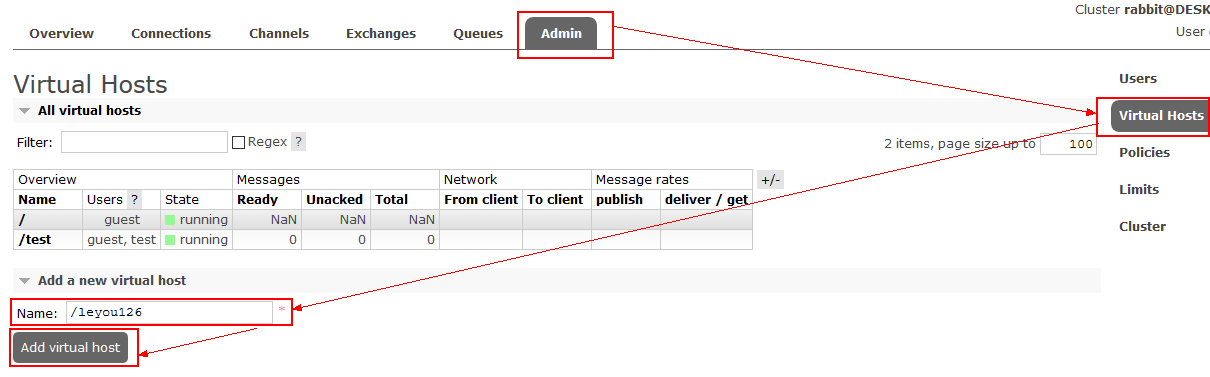 Cluster rabbit@DESK
User
Overview Connections Channels Exchanges Queues Admin
Virtual Hosts
Users
Virtual Hosts
Policies
Limits
Cluster
All virtual hosts
Filter: Regex ?
2 items, page size up to 100
Overview Messages Network Message rates +/-
Name Users ? State Ready Unacked Total From client To client publish deliver / get
/ guest running NaN NaN NaN
/test guest, test running 0 0 0
Add a new virtual host
Name: /leyou126 *
Add virtual host